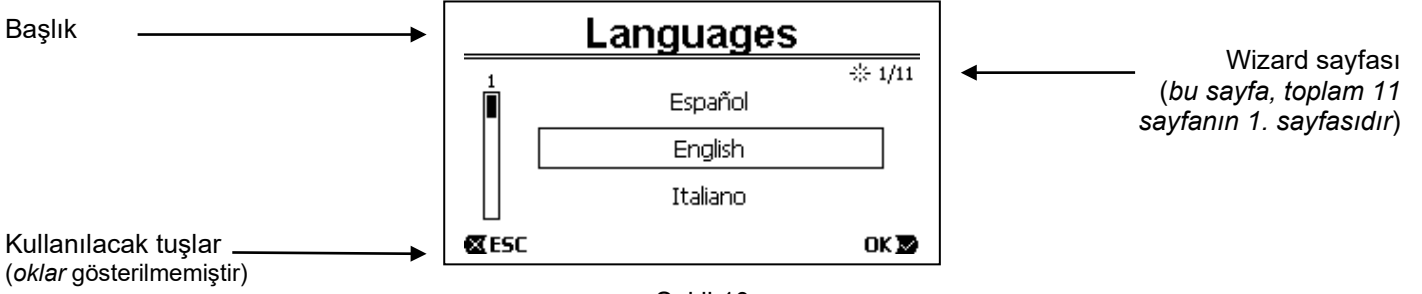 Başlık
Languages
1
1/11
Wizard sayfası
(bu sayfa, toplam 11
sayfanın 1. sayfasıdır)
Español
English
Italiano
Kullanılacak tuşlar
(oklar gösterilmemiştir)
ESC
OK